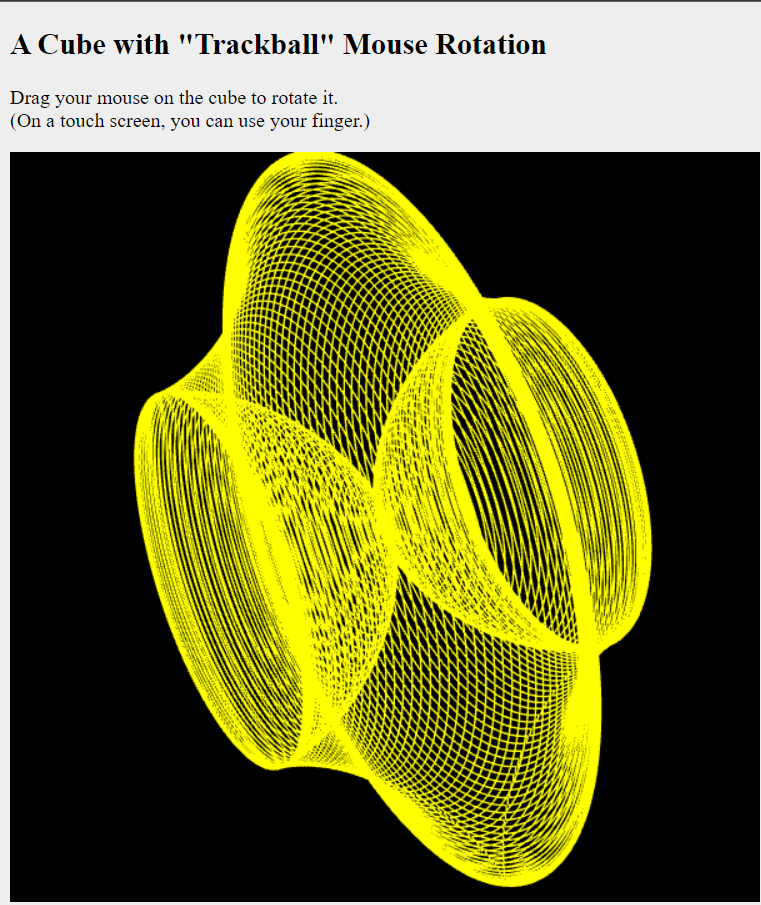 A Cube with "Trackball" Mouse Rotation
Drag your mouse on the cube to rotate it.
(On a touch screen, you can use your finger.)